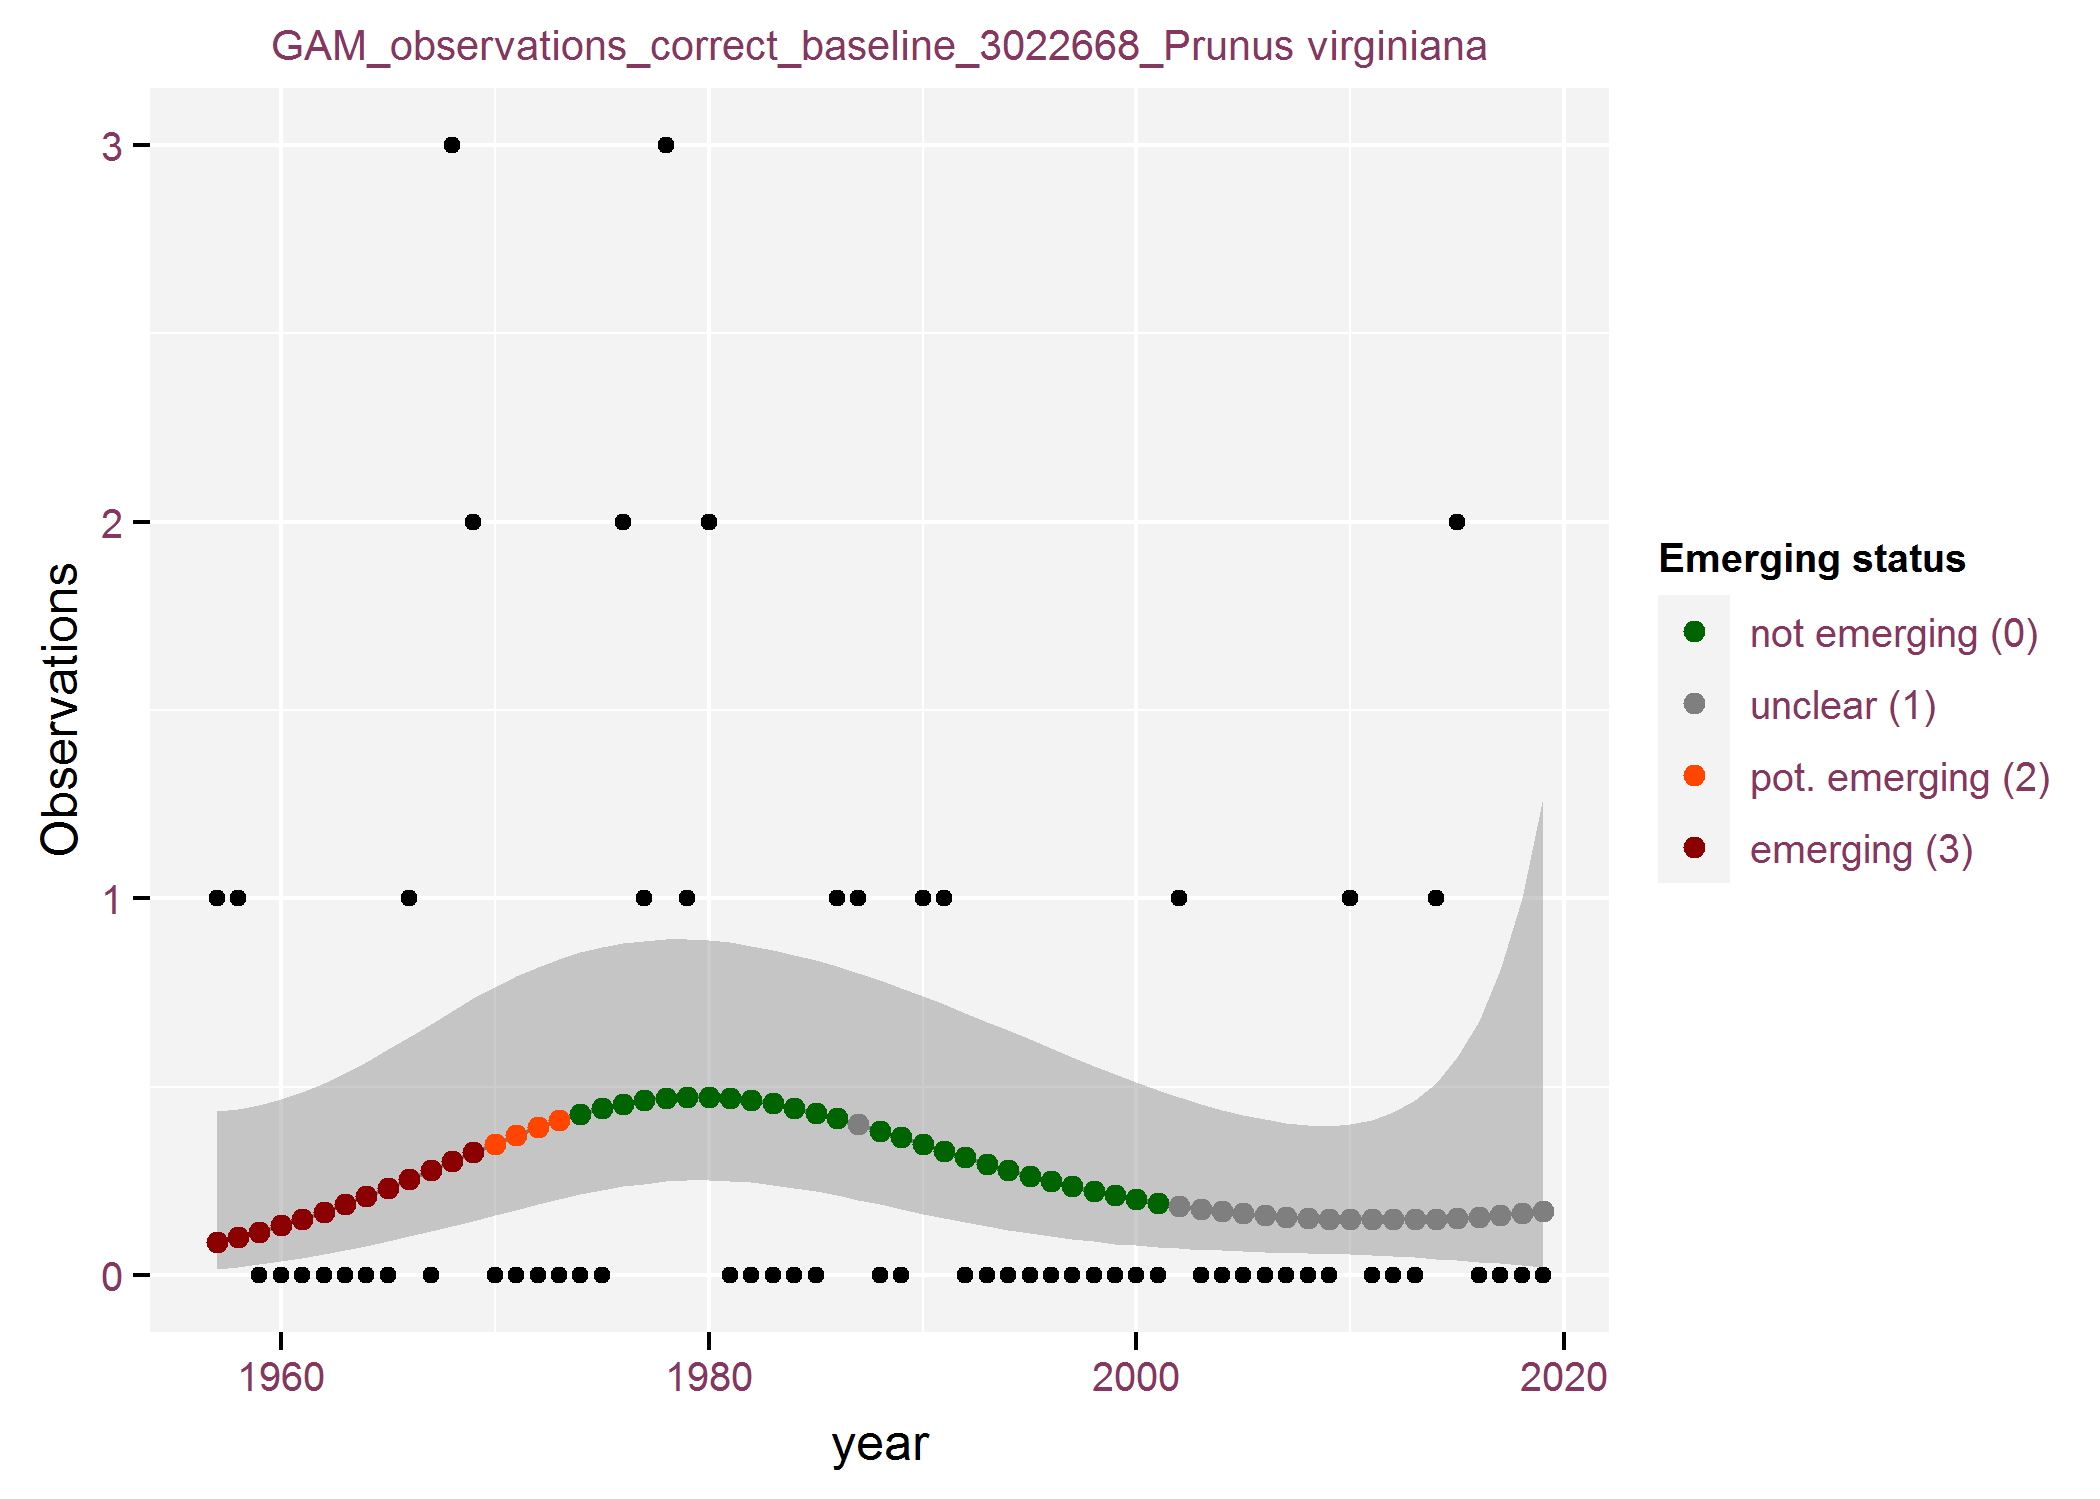 GAM_observations_correct_baseline_3022668_Prunus virginiana
3
2
1
0
Observations
1960
1980
2000
2020
year
Emerging status
not emerging (0)
unclear (1)
pot. emerging (2)
emerging (3)